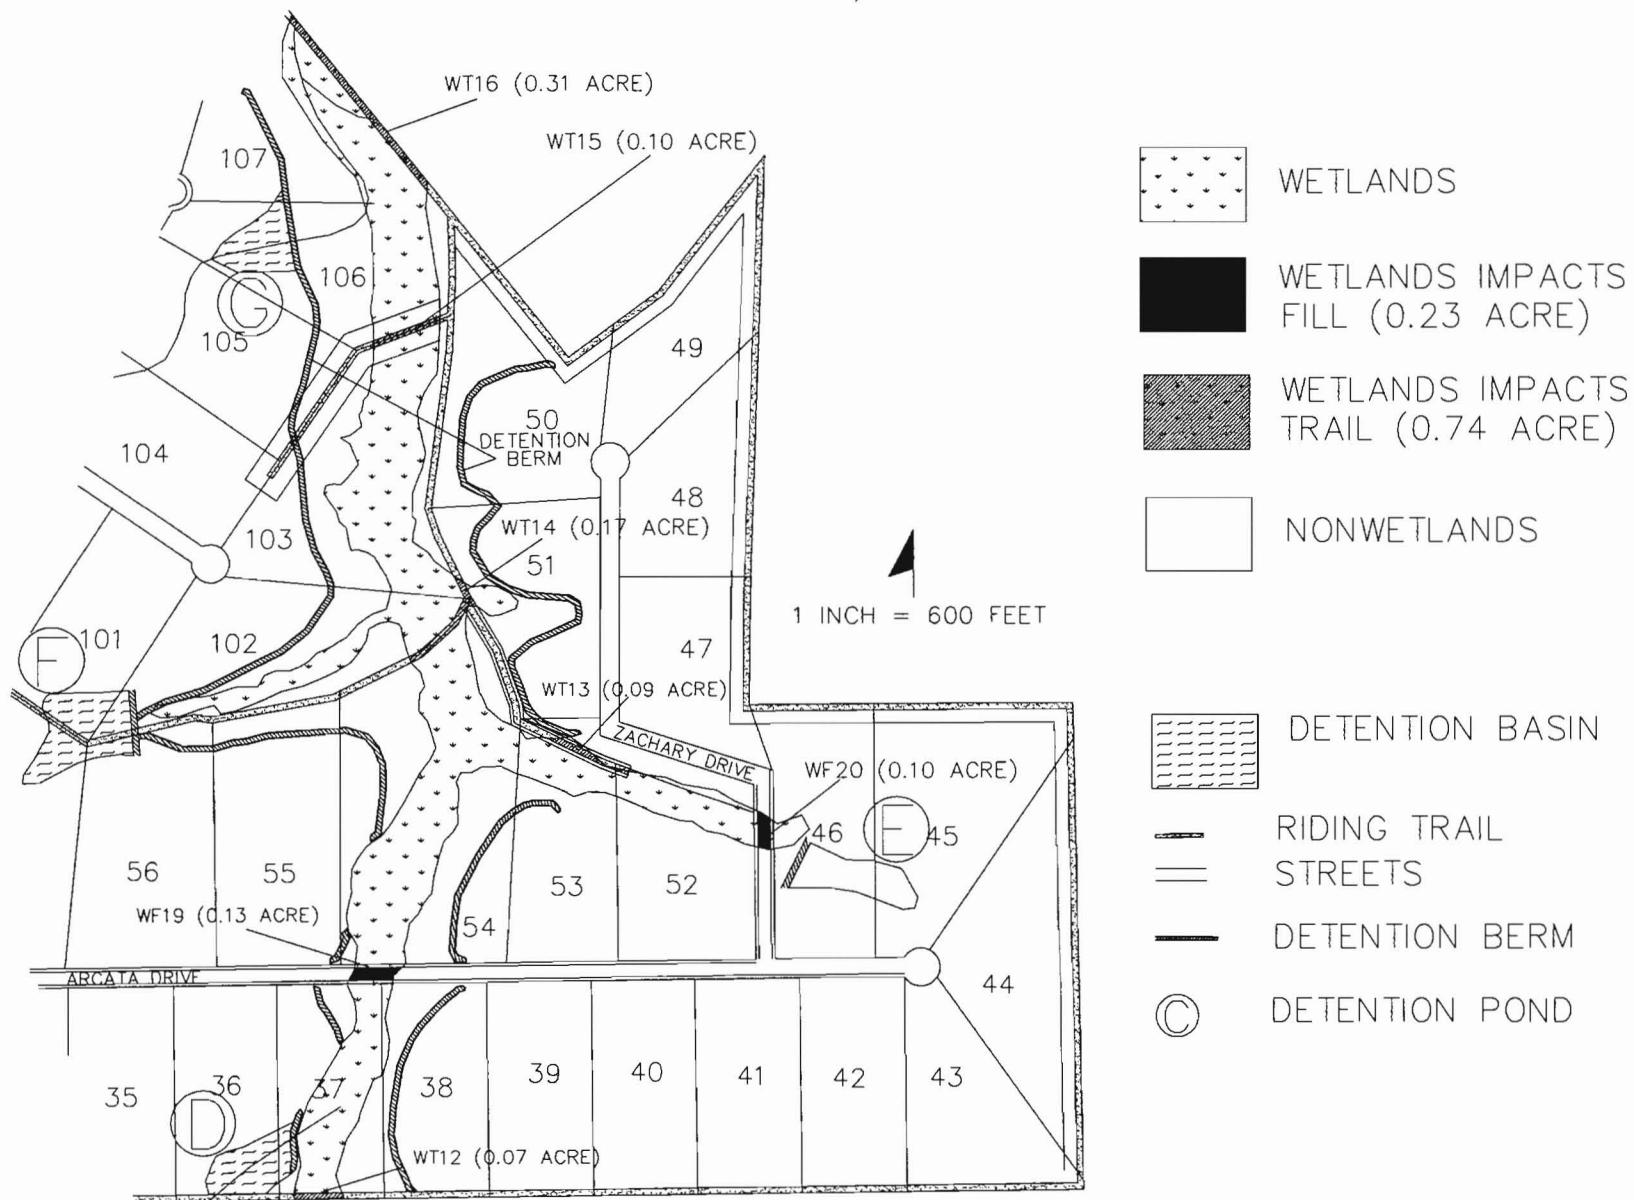 WT16 (0.31 ACRE)
WT15 (0.10 ACRE)
107
106
G
105
49
50
DETENTION
BERM
104
48
WT14 (0.17 ACRE)
103
51
101
102
F
47
WT13 (0.09 ACRE)
ZACHARY DRIVE
WF20 (0.10 ACRE)
46
E
45
56
55
53
52
WF19 (0.13 ACRE)
54
ARCATA DRIVE
44
35
36
37
38
39
40
41
42
43
D
WT12 (0.07 ACRE)
1 INCH = 600 FEET
WETLANDS
WETLANDS IMPACTS
FILL (0.23 ACRE)
WETLANDS IMPACTS
TRAIL (0.74 ACRE)
NONWETLANDS
DETENTION BASIN
RIDING TRAIL
STREETS
DETENTION BERM
C
DETENTION POND